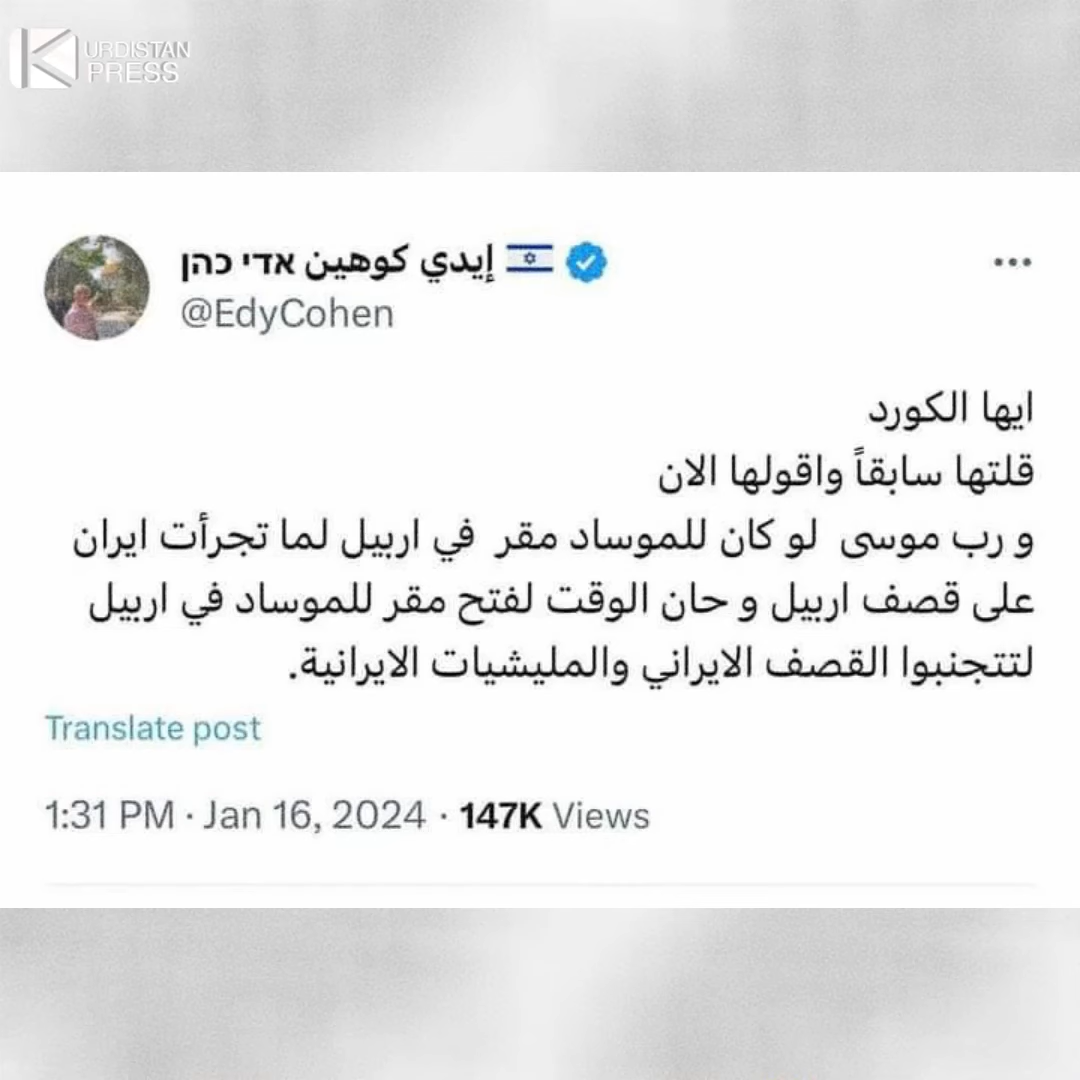 KURDISTAN
PRESS
إيدي كوهين אדי כהן 🇮🇱
@EdyCohen
ايها الكورد
قلتها سابقاً واقولها الان
و رب موسى لو كان للموساد مقر في اربيل لما تجرأت ايران
على قصف اربيل و حان الوقت لفتح مقر للموساد في اربيل
لتتجنبوا القصف الايراني والمليشيات الايرانية.
Translate post
1:31 PM · Jan 16, 2024 · 147K Views